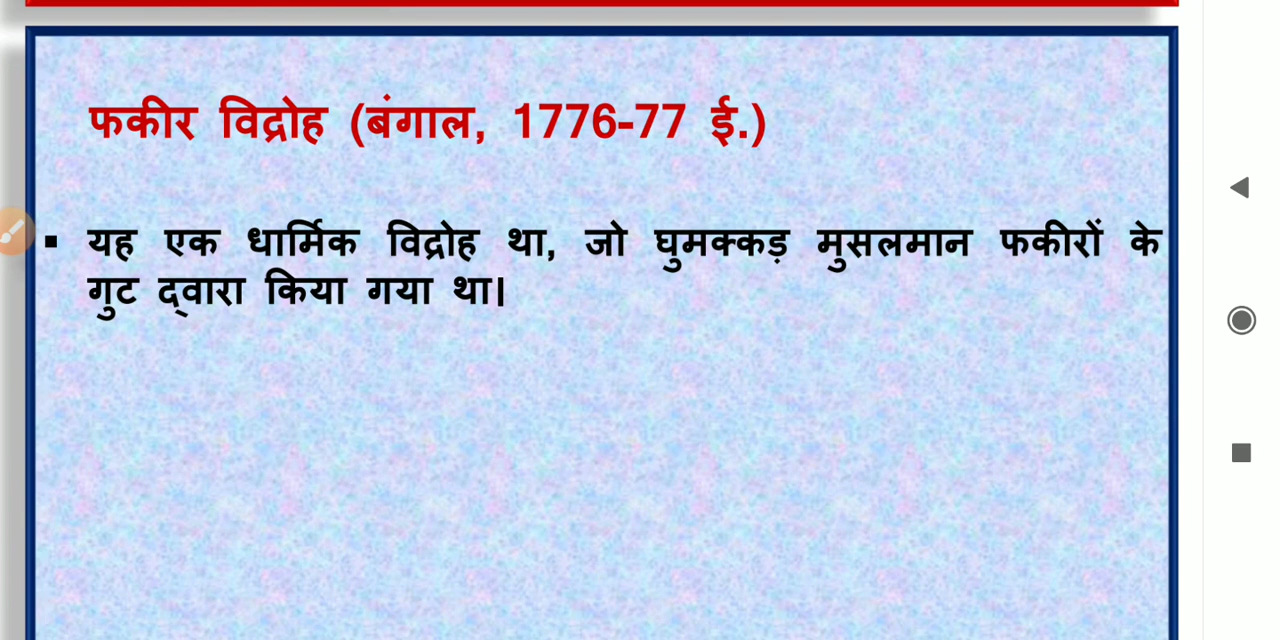 फकीर विद्रोह (बंगाल, 1776-77 ई.)
▪ यह एक धार्मिक विद्रोह था, जो घुमक्कड़ मुसलमान फकीरों के
गुट द्‌वारा किया गया था।